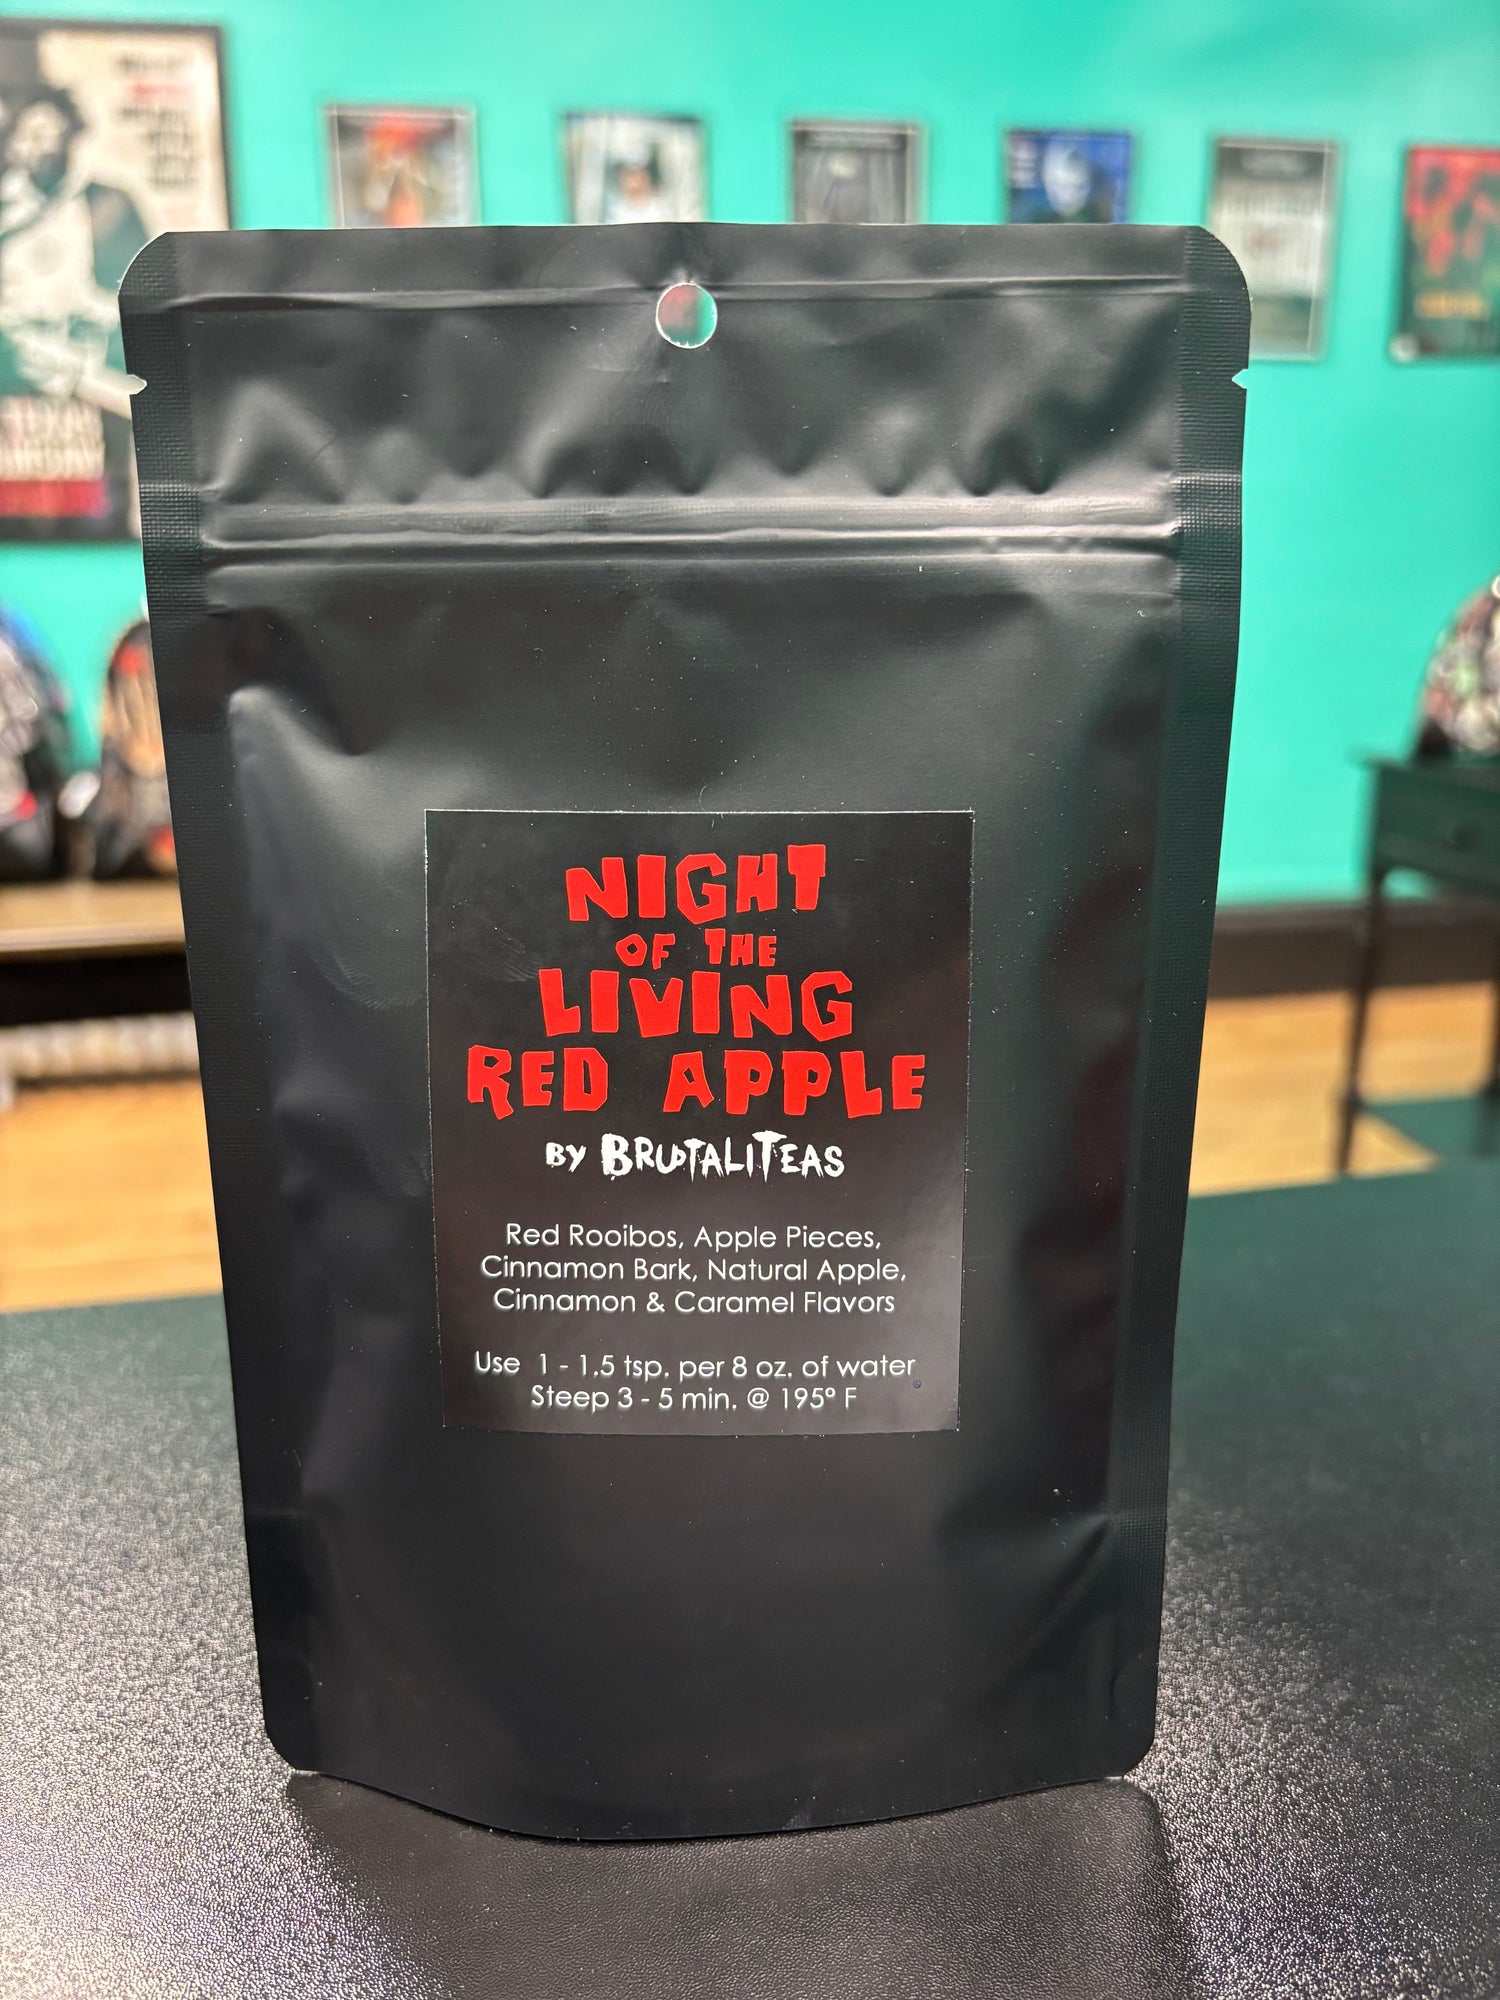 NIGHT
OF THE
LIVING
RED APPLE
BY BRUTALITEAS
Red Rooibos, Apple Pieces,
Cinnamon Bark, Natural Apple,
Cinnamon & Caramel Flavors
Use 1 - 1.5 tsp. per 8 oz. of water
Steep 3 - 5 min. @ 195º F